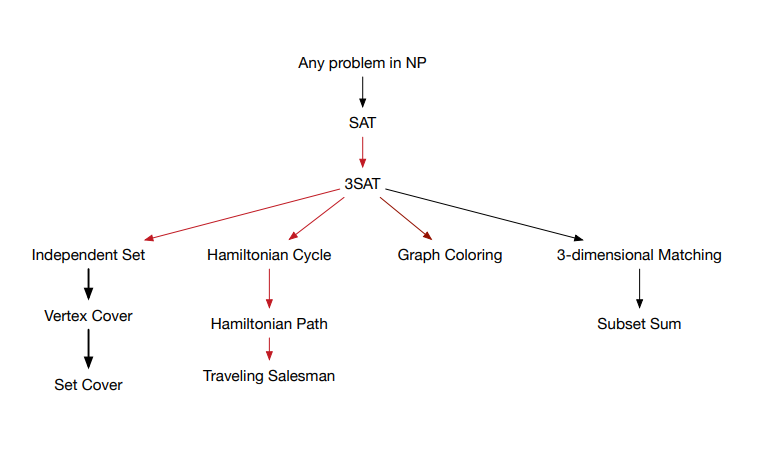 Any problem in NP
SAT
3SAT
Independent Set
Hamiltonian Cycle
Graph Coloring
3-dimensional Matching
Vertex Cover
Hamiltonian Path
Subset Sum
Traveling Salesman
Set Cover